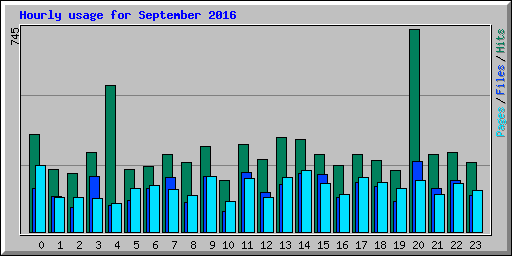 Hourly usage for September 2016
745
Pages/Files/Hits
0 1 2 3 4 5 6 7 8 9 10 11 12 13 14 15 16 17 18 19 20 21 22 23